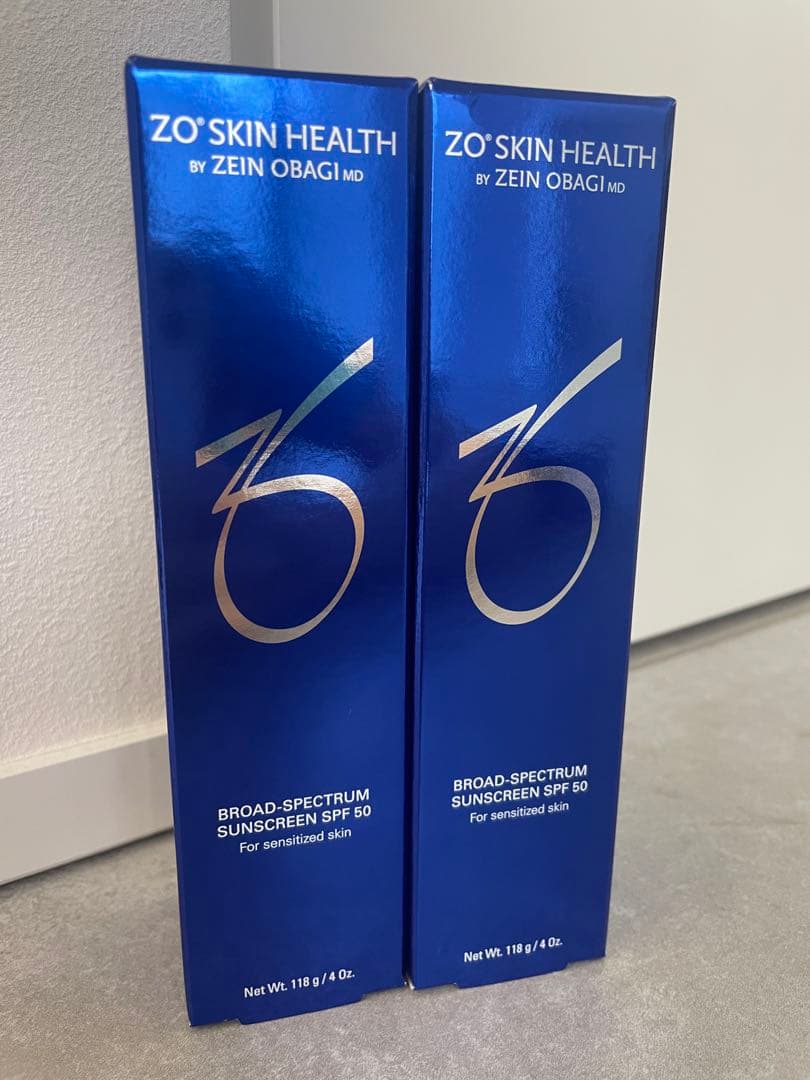 ZO® SKIN HEALTH
BY ZEIN OBAGI MD
BROAD-SPECTRUM
SUNSCREEN SPF 50
For sensitized skin
Net Wt. 118 g / 4 Oz.
ZO® SKIN HEALTH
BY ZEIN OBAGI MD
BROAD-SPECTRUM
SUNSCREEN SPF 50
For sensitized skin
Net Wt. 118 g / 4 Oz.